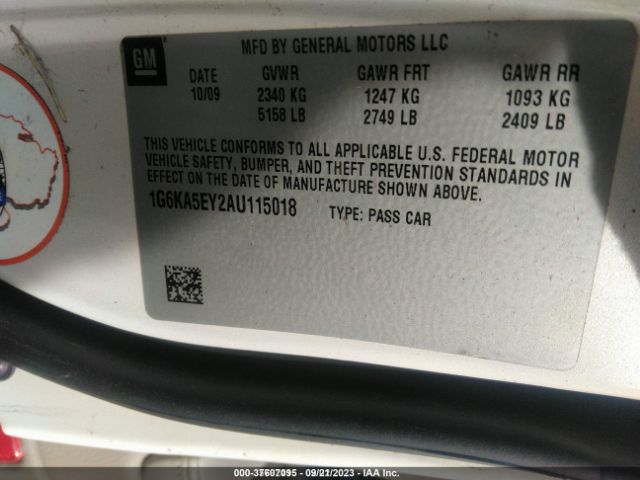 GM
MFD BY GENERAL MOTORS LLC
DATE GVWR GAWR FRT GAWR RR
10/09 2340 KG 1247 KG 1093 KG
5158 LB 2749 LB 2409 LB
THIS VEHICLE CONFORMS TO ALL APPLICABLE U.S. FEDERAL MOTOR
VEHICLE SAFETY, BUMPER, AND THEFT PREVENTION STANDARDS IN
EFFECT ON THE DATE OF MANUFACTURE SHOWN ABOVE.
1G6KA5EY2AU115018 TYPE: PASS CAR
000-37607095 - 09/21/2023 - IAA Inc.